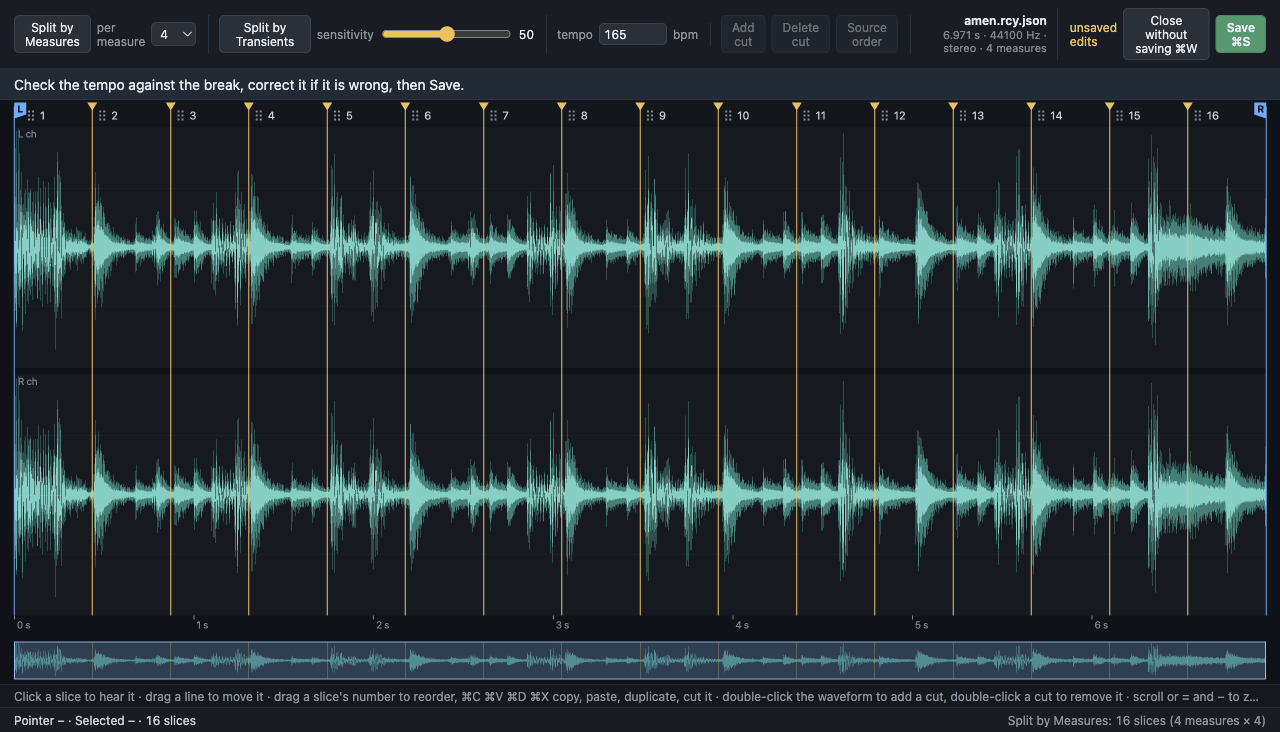 Split by Measures
per measure
4
Split by Transients
sensitivity
50
tempo
165
bpm
Add cut
Delete cut
Source order
amen.rcy.json
6.971 s · 44100 Hz ·
stereo · 4 measures
unsaved edits
Close without saving ⌘W
Save ⌘S
Check the tempo against the break, correct it if it is wrong, then Save.
L 1 2 3 4 5 6 7 8 9 10 11 12 13 14 15 16 R
L ch
R ch
0 s 1 s 2 s 3 s 4 s 5 s 6 s
Click a slice to hear it · drag a line to move it · drag a slice's number to reorder, ⌘C ⌘V ⌘D ⌘X copy, paste, duplicate, cut it · double-click the waveform to add a cut, double-click a cut to remove it · scroll or = and − to z…
Pointer – · Selected – · 16 slices
Split by Measures: 16 slices (4 measures × 4)